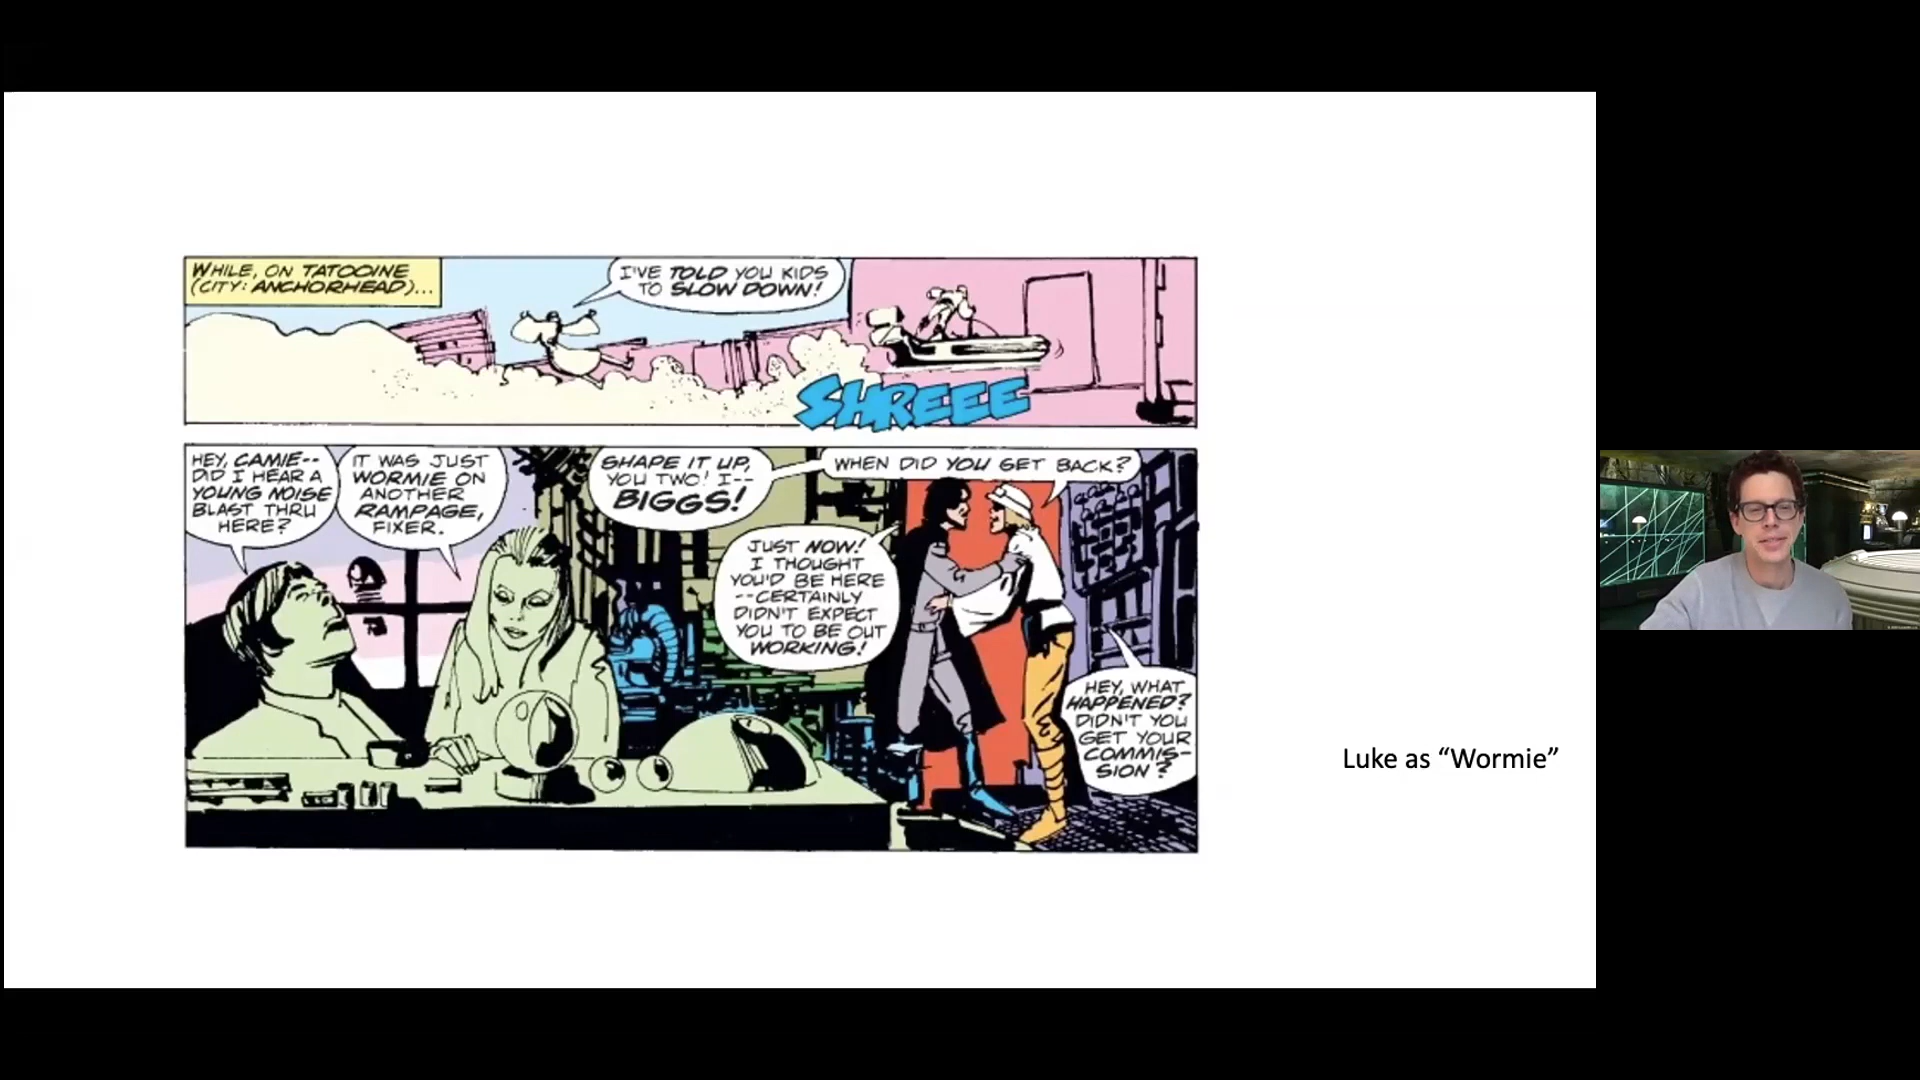 WHILE, ON TATOOINE
(CITY: ANCHORHEAD)...
I'VE TOLD YOU KIDS
TO SLOW DOWN!
SHREEE
HEY, CAMIE--
DID I HEAR A
YOUNG NOISE
BLAST THRU
HERE?
IT WAS JUST
WORMIE ON
ANOTHER
RAMPAGE,
FIXER.
SHAPE IT UP,
YOU TWO! I--
BIGGS!
WHEN DID YOU GET BACK?
JUST NOW!
I THOUGHT
YOU'D BE HERE
--CERTAINLY
DIDN'T EXPECT
YOU TO BE OUT
WORKING!
HEY, WHAT
HAPPENED?
DIDN'T YOU
GET YOUR
COMMIS-
SION?
Luke as “Wormie”